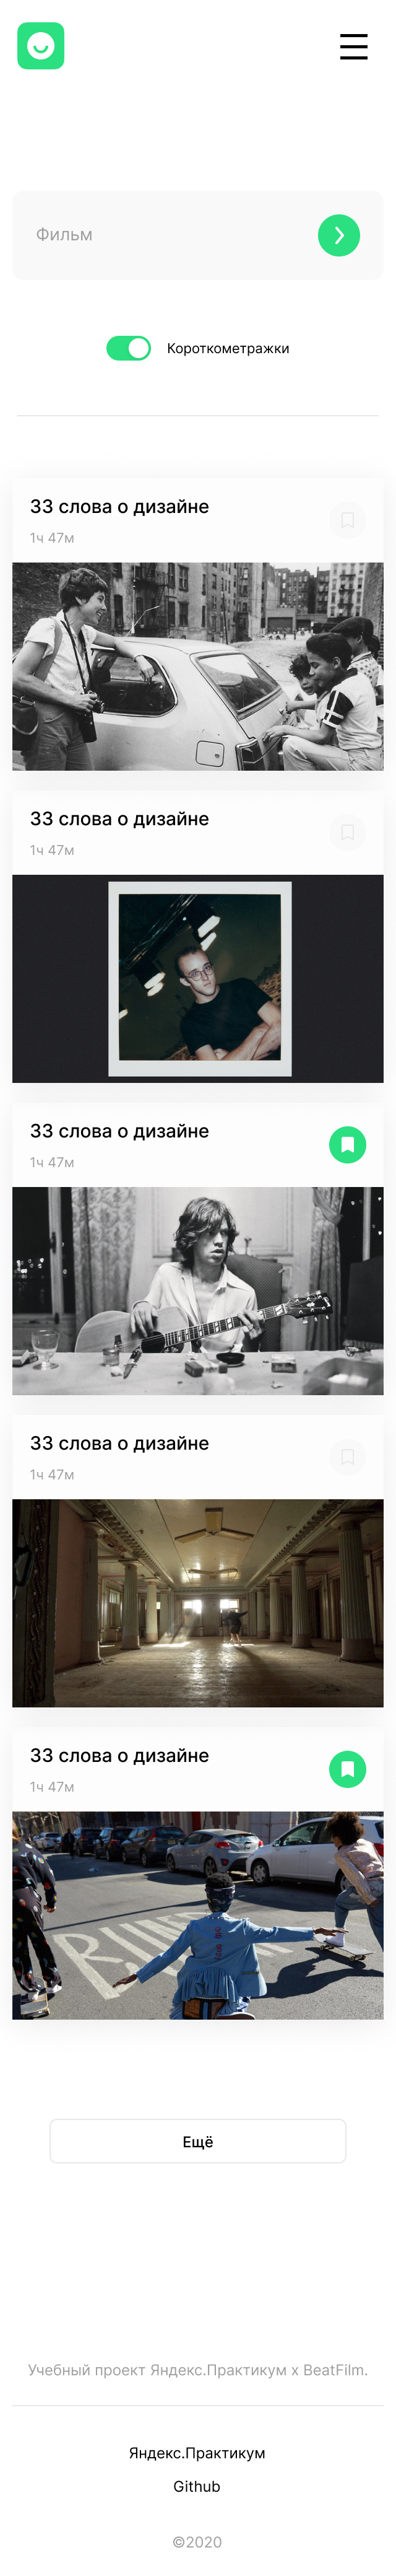 Фильм
Короткометражки
33 слова о дизайне
1ч 47м
33 слова о дизайне
1ч 47м
33 слова о дизайне
1ч 47м
33 слова о дизайне
1ч 47м
33 слова о дизайне
1ч 47м
Ещё
Учебный проект Яндекс.Практикум х BeatFilm.
Яндекс.Практикум
Github
©2020